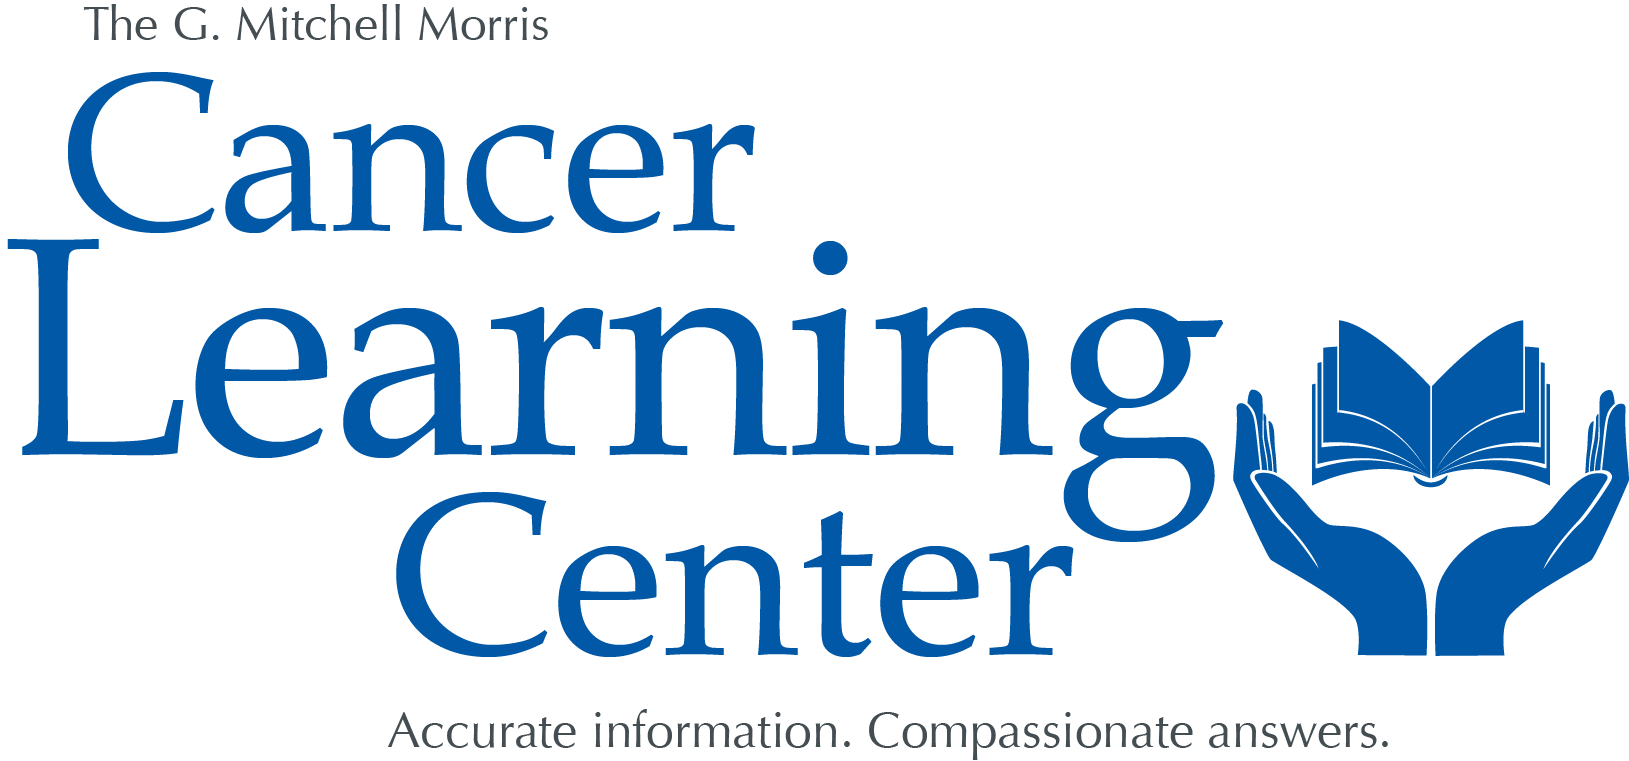 The G. Mitchell Morris
Cancer
Learning
Center
Accurate information. Compassionate answers.